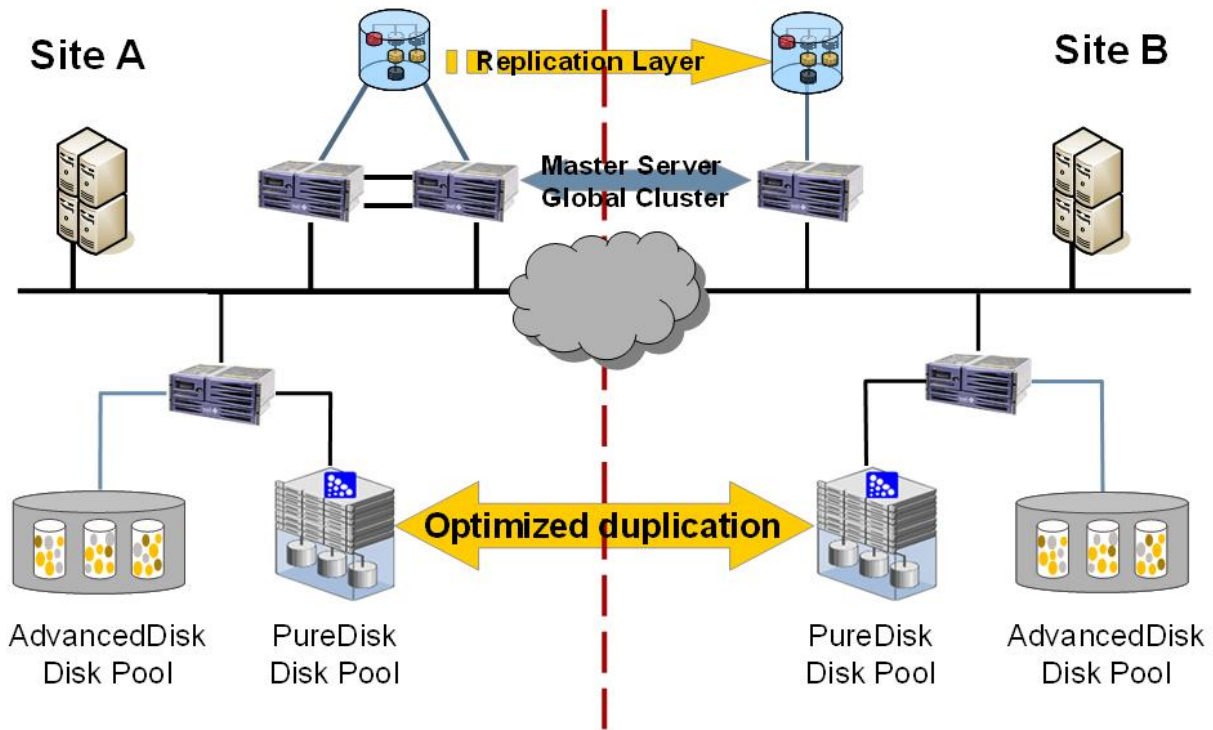 Site A
Replication Layer
Site B
Master Server
Global Cluster
Optimized duplication
AdvancedDisk
Disk Pool
PureDisk
Disk Pool
PureDisk
Disk Pool
AdvancedDisk
Disk Pool